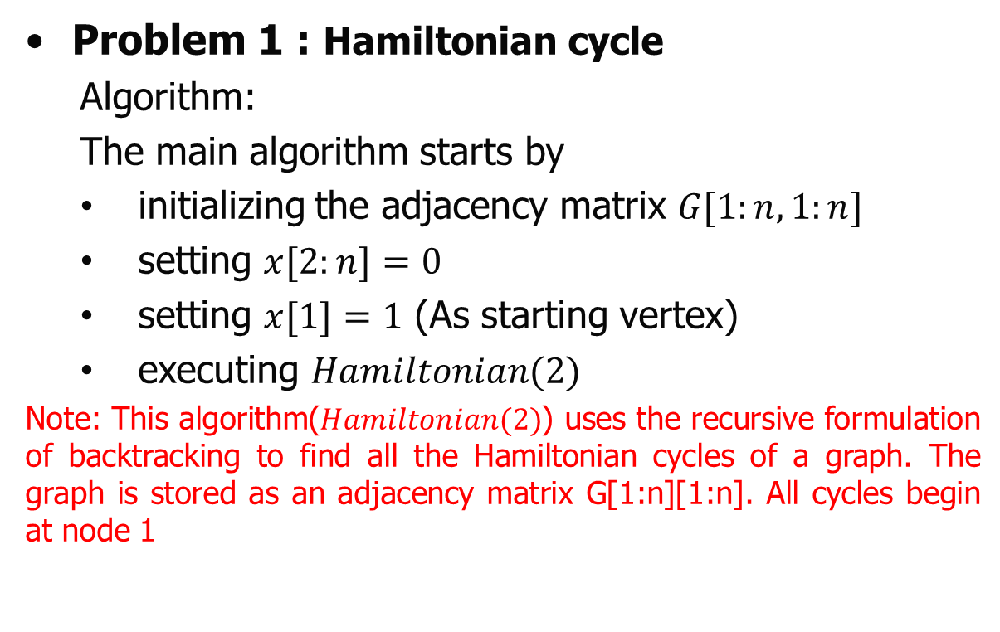 • Problem 1 : Hamiltonian cycle
Algorithm:
The main algorithm starts by
• initializing the adjacency matrix 𝐺[1: 𝑛, 1: 𝑛]
• setting 𝑥[2: 𝑛] = 0
• setting 𝑥[1] = 1 (As starting vertex)
• executing 𝐻𝑎𝑚𝑖𝑙𝑡𝑜𝑛𝑖𝑎𝑛(2)
Note: This algorithm(𝐻𝑎𝑚𝑖𝑙𝑡𝑜𝑛𝑖𝑎𝑛(2)) uses the recursive formulation
of backtracking to find all the Hamiltonian cycles of a graph. The
graph is stored as an adjacency matrix G[1:n][1:n]. All cycles begin
at node 1